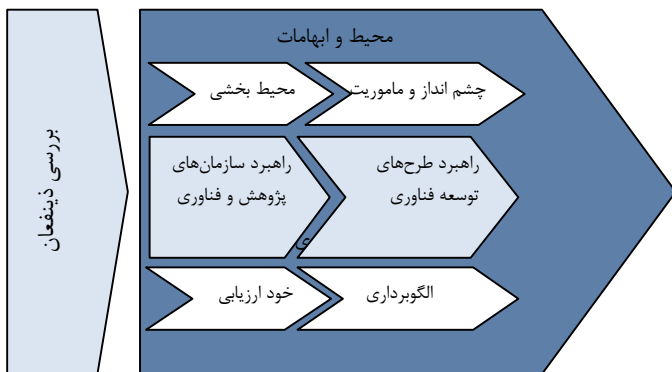 محیط و ابهامات
چشم انداز و ماموریت
محیط بخشی
راهبرد طرح‌های
توسعه فناوری
راهبرد سازمان‌های
پژوهش و فناوری
ی
الگوبرداری
خود ارزیابی
بررسی ذینفعان